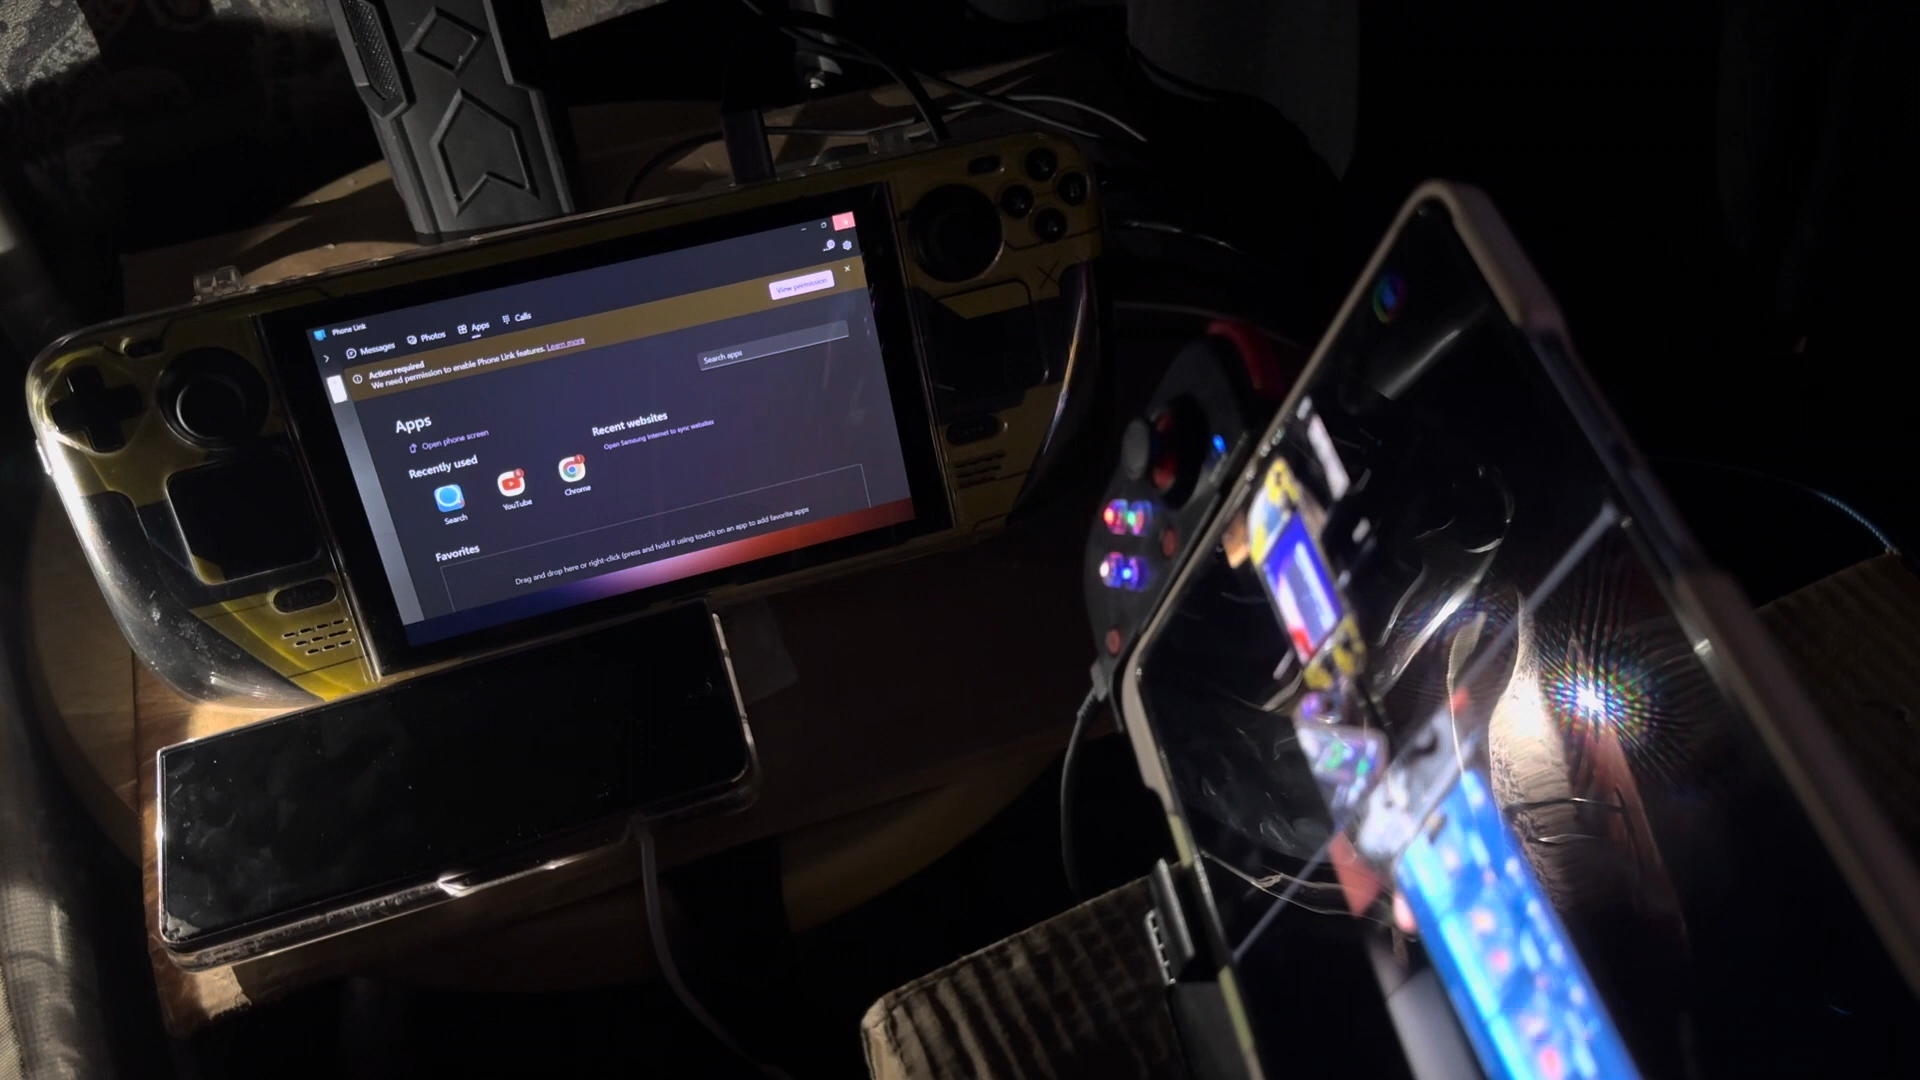 Phone Link
Messages
Photos
Apps
Calls
View permission
Action required
We need permission to enable Phone Link features. Learn more
Search apps
Apps
Open phone screen
Recent websites
Open Samsung Internet to sync websites
Recently used
Search
YouTube
Chrome
Favorites
Drag and drop here or right-click (press and hold if using touch) on an app to add favorite apps